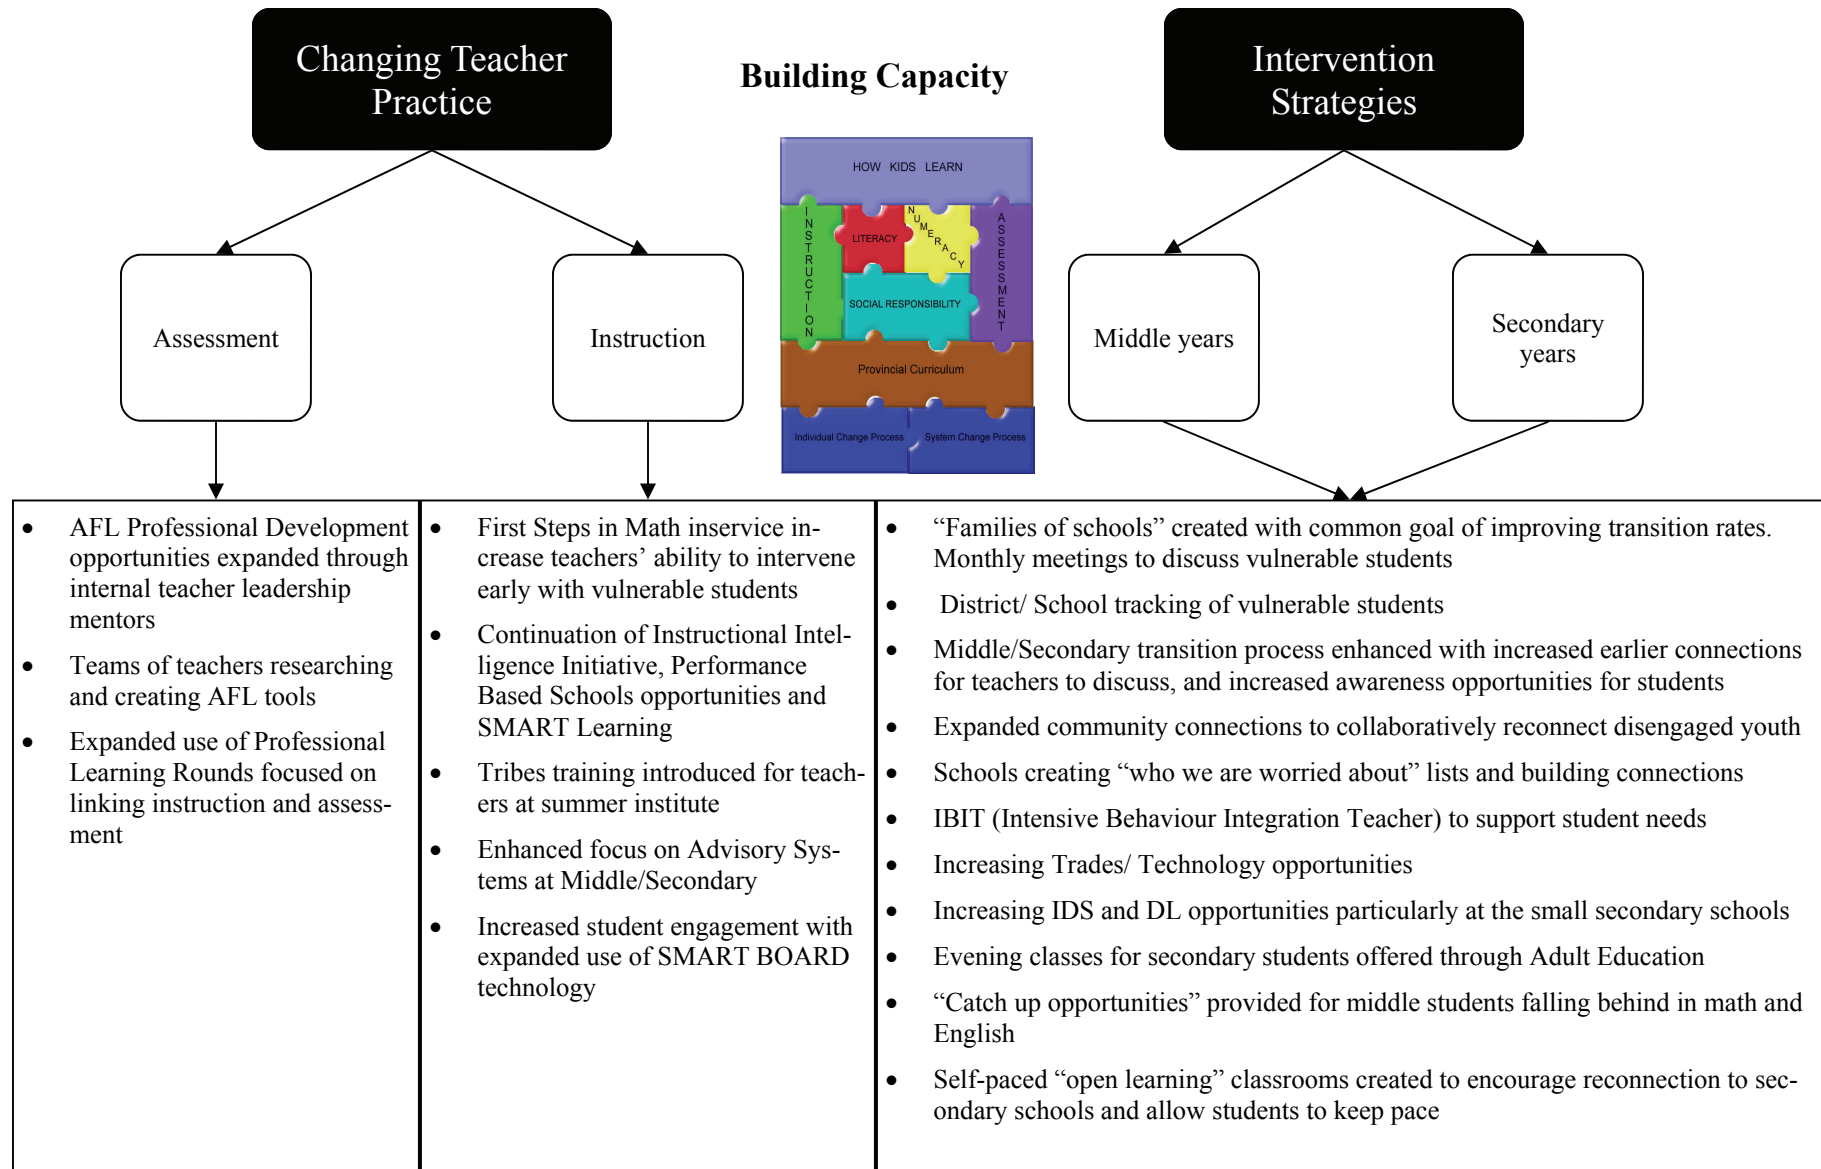 Changing Teacher
Practice
Building Capacity
Intervention
Strategies
HOW KIDS LEARN
INSTRUCTION
LITERACY
NUMERACY
ASSESSMENT
SOCIAL RESPONSIBILITY
Provincial Curriculum
Individual Change Process
System Change Process
Assessment
Instruction
Middle years
Secondary
years
• AFL Professional Development
opportunities expanded through
internal teacher leadership
mentors
• Teams of teachers researching
and creating AFL tools
• Expanded use of Professional
Learning Rounds focused on
linking instruction and assess-
ment
• First Steps in Math inservice in-
crease teachers’ ability to intervene
early with vulnerable students
• Continuation of Instructional Intel-
ligence Initiative, Performance
Based Schools opportunities and
SMART Learning
• Tribes training introduced for teach-
ers at summer institute
• Enhanced focus on Advisory Sys-
tems at Middle/Secondary
• Increased student engagement with
expanded use of SMART BOARD
technology
• “Families of schools” created with common goal of improving transition rates.
Monthly meetings to discuss vulnerable students
• District/ School tracking of vulnerable students
• Middle/Secondary transition process enhanced with increased earlier connections
for teachers to discuss, and increased awareness opportunities for students
• Expanded community connections to collaboratively reconnect disengaged youth
• Schools creating “who we are worried about” lists and building connections
• IBIT (Intensive Behaviour Integration Teacher) to support student needs
• Increasing Trades/ Technology opportunities
• Increasing IDS and DL opportunities particularly at the small secondary schools
• Evening classes for secondary students offered through Adult Education
• “Catch up opportunities” provided for middle students falling behind in math and
English
• Self-paced “open learning” classrooms created to encourage reconnection to sec-
ondary schools and allow students to keep pace